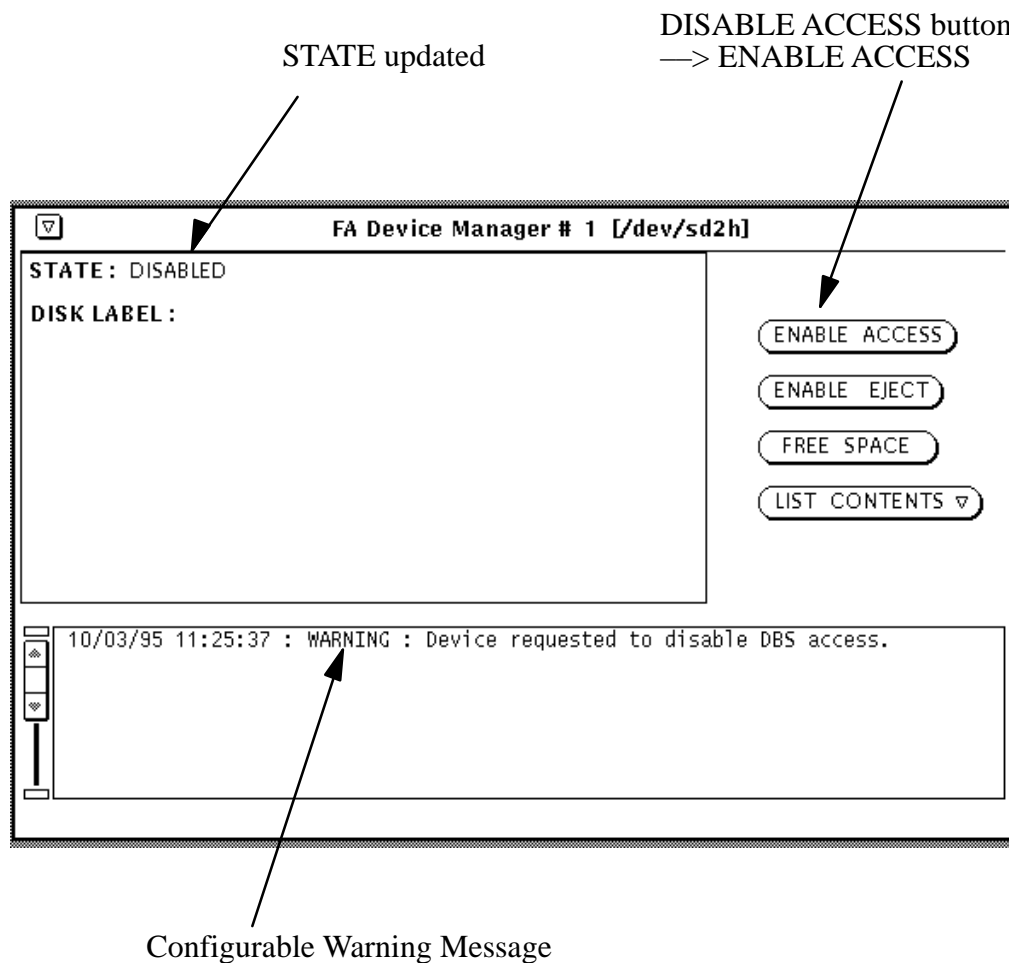 DISABLE ACCESS button
STATE updated
—> ENABLE ACCESS
FA Device Manager # 1 [/dev/sd2h]
STATE : DISABLED
DISK LABEL :
ENABLE ACCESS
ENABLE EJECT
FREE SPACE
LIST CONTENTS
10/03/95 11:25:37 : WARNING : Device requested to disable DBS access.
Configurable Warning Message